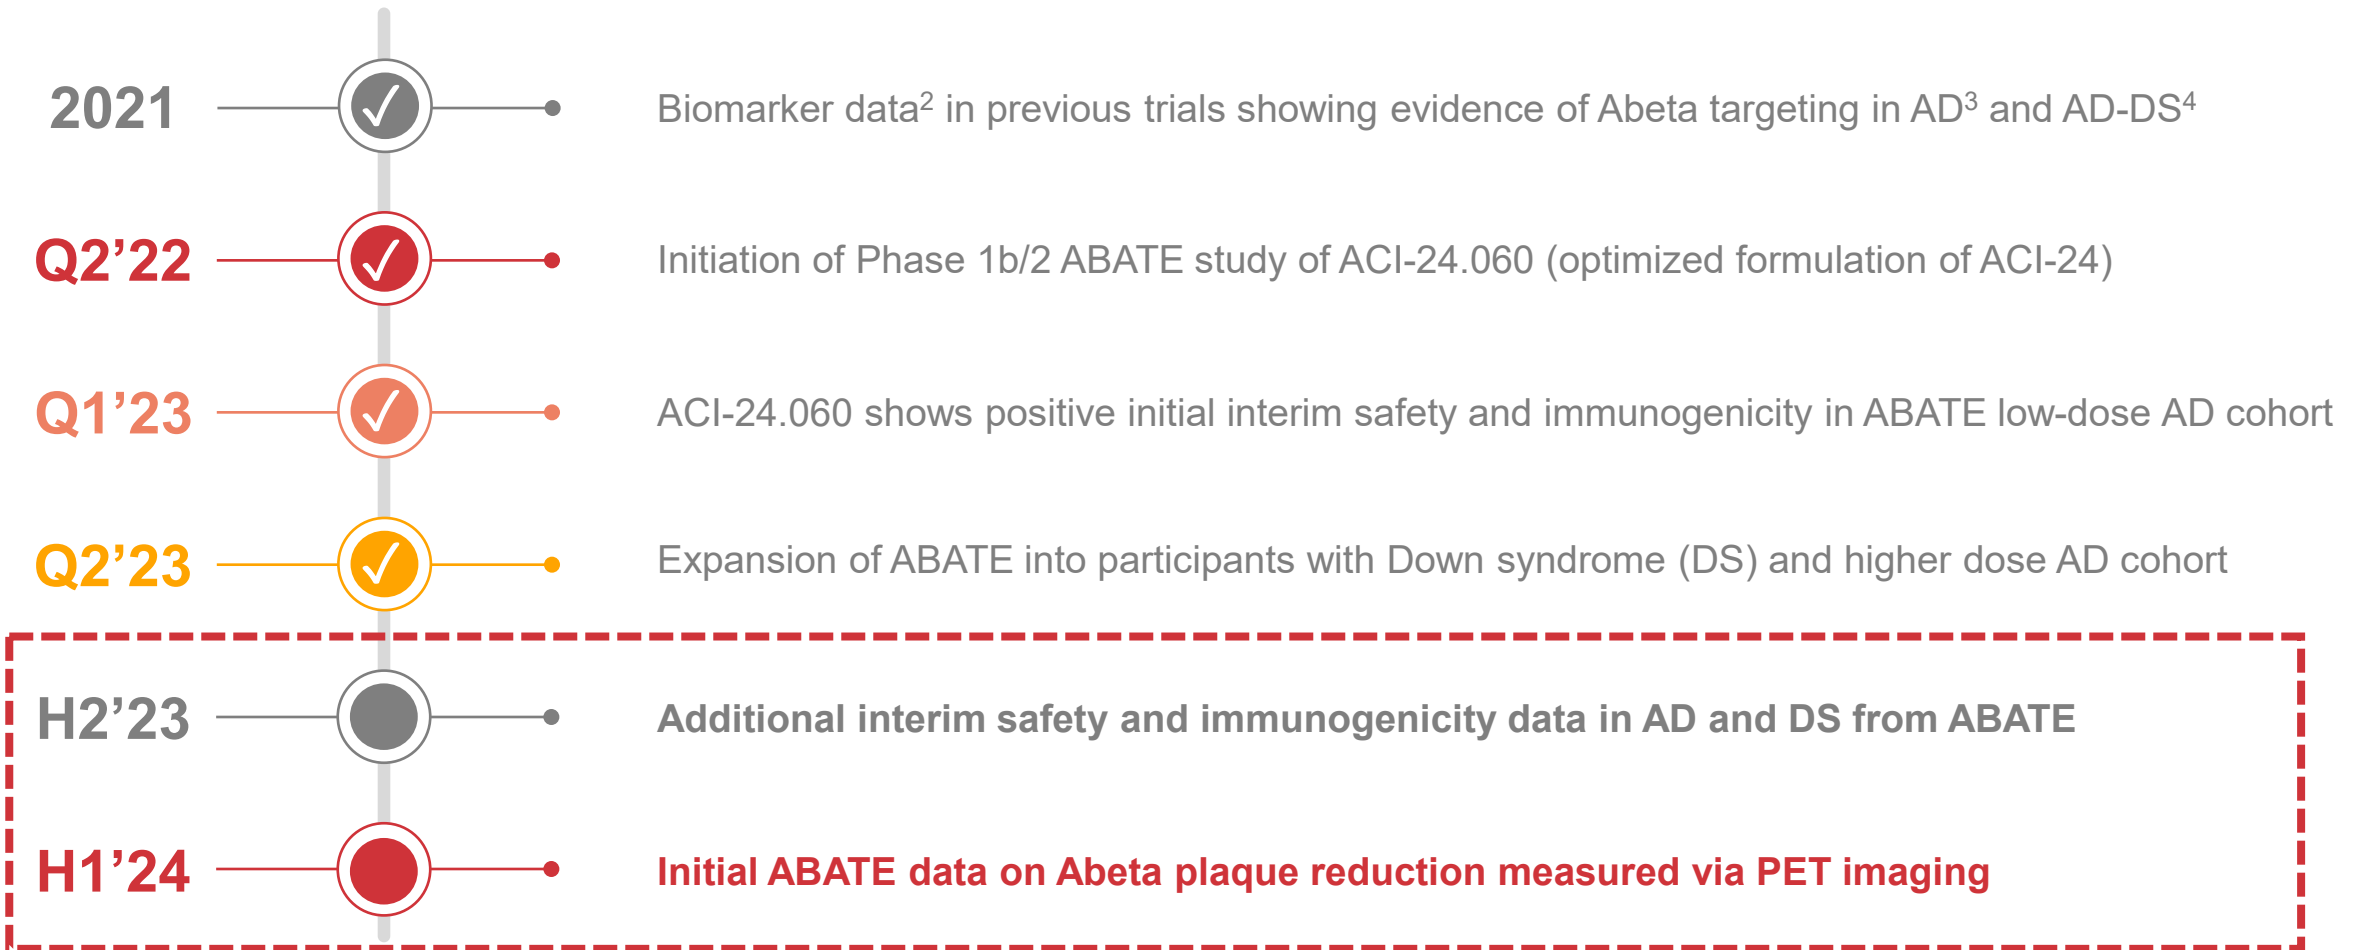 2021
Biomarker data² in previous trials showing evidence of Abeta targeting in AD³ and AD-DS⁴
Q2’22
Initiation of Phase 1b/2 ABATE study of ACI-24.060 (optimized formulation of ACI-24)
Q1’23
ACI-24.060 shows positive initial interim safety and immunogenicity in ABATE low-dose AD cohort
Q2’23
Expansion of ABATE into participants with Down syndrome (DS) and higher dose AD cohort
H2’23
Additional interim safety and immunogenicity data in AD and DS from ABATE
H1’24
Initial ABATE data on Abeta plaque reduction measured via PET imaging